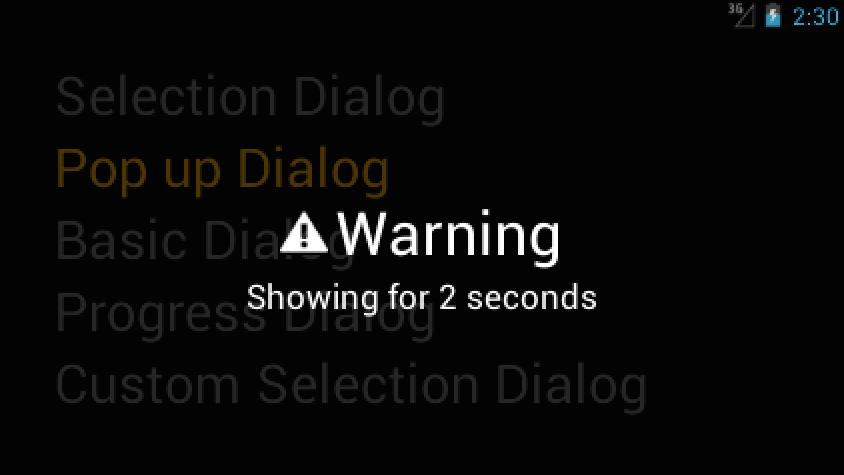 3G 2:30
Selection Dialog
Pop up Dialog
Basic Dialog
Warning
Progress Dialog
Showing for 2 seconds
Custom Selection Dialog